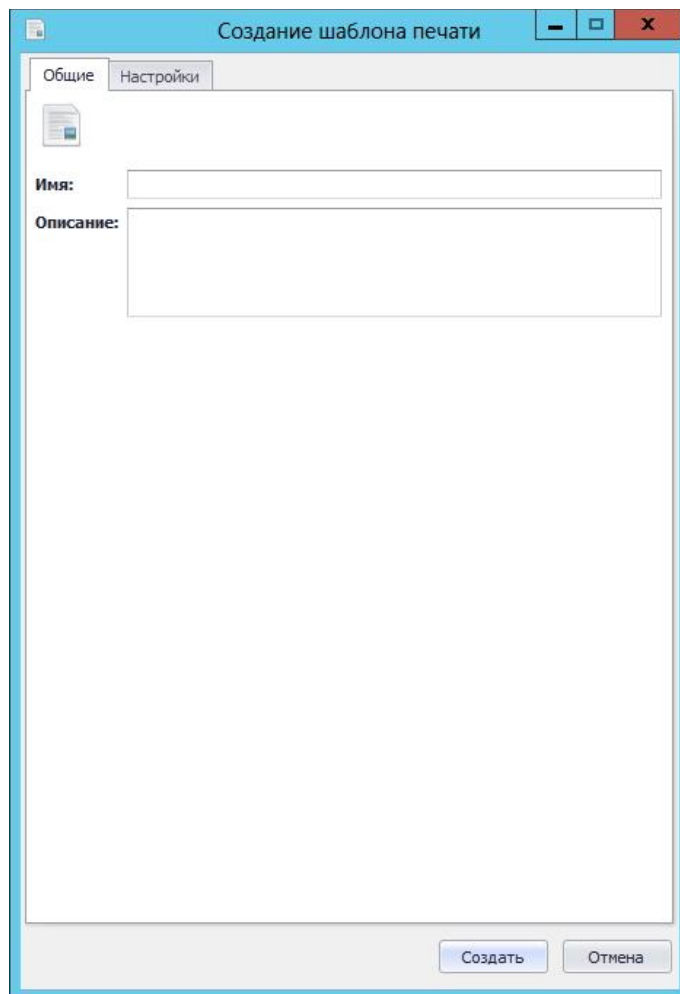 Создание шаблона печати
Общие Настройки
Имя:
Описание:
Создать Отмена